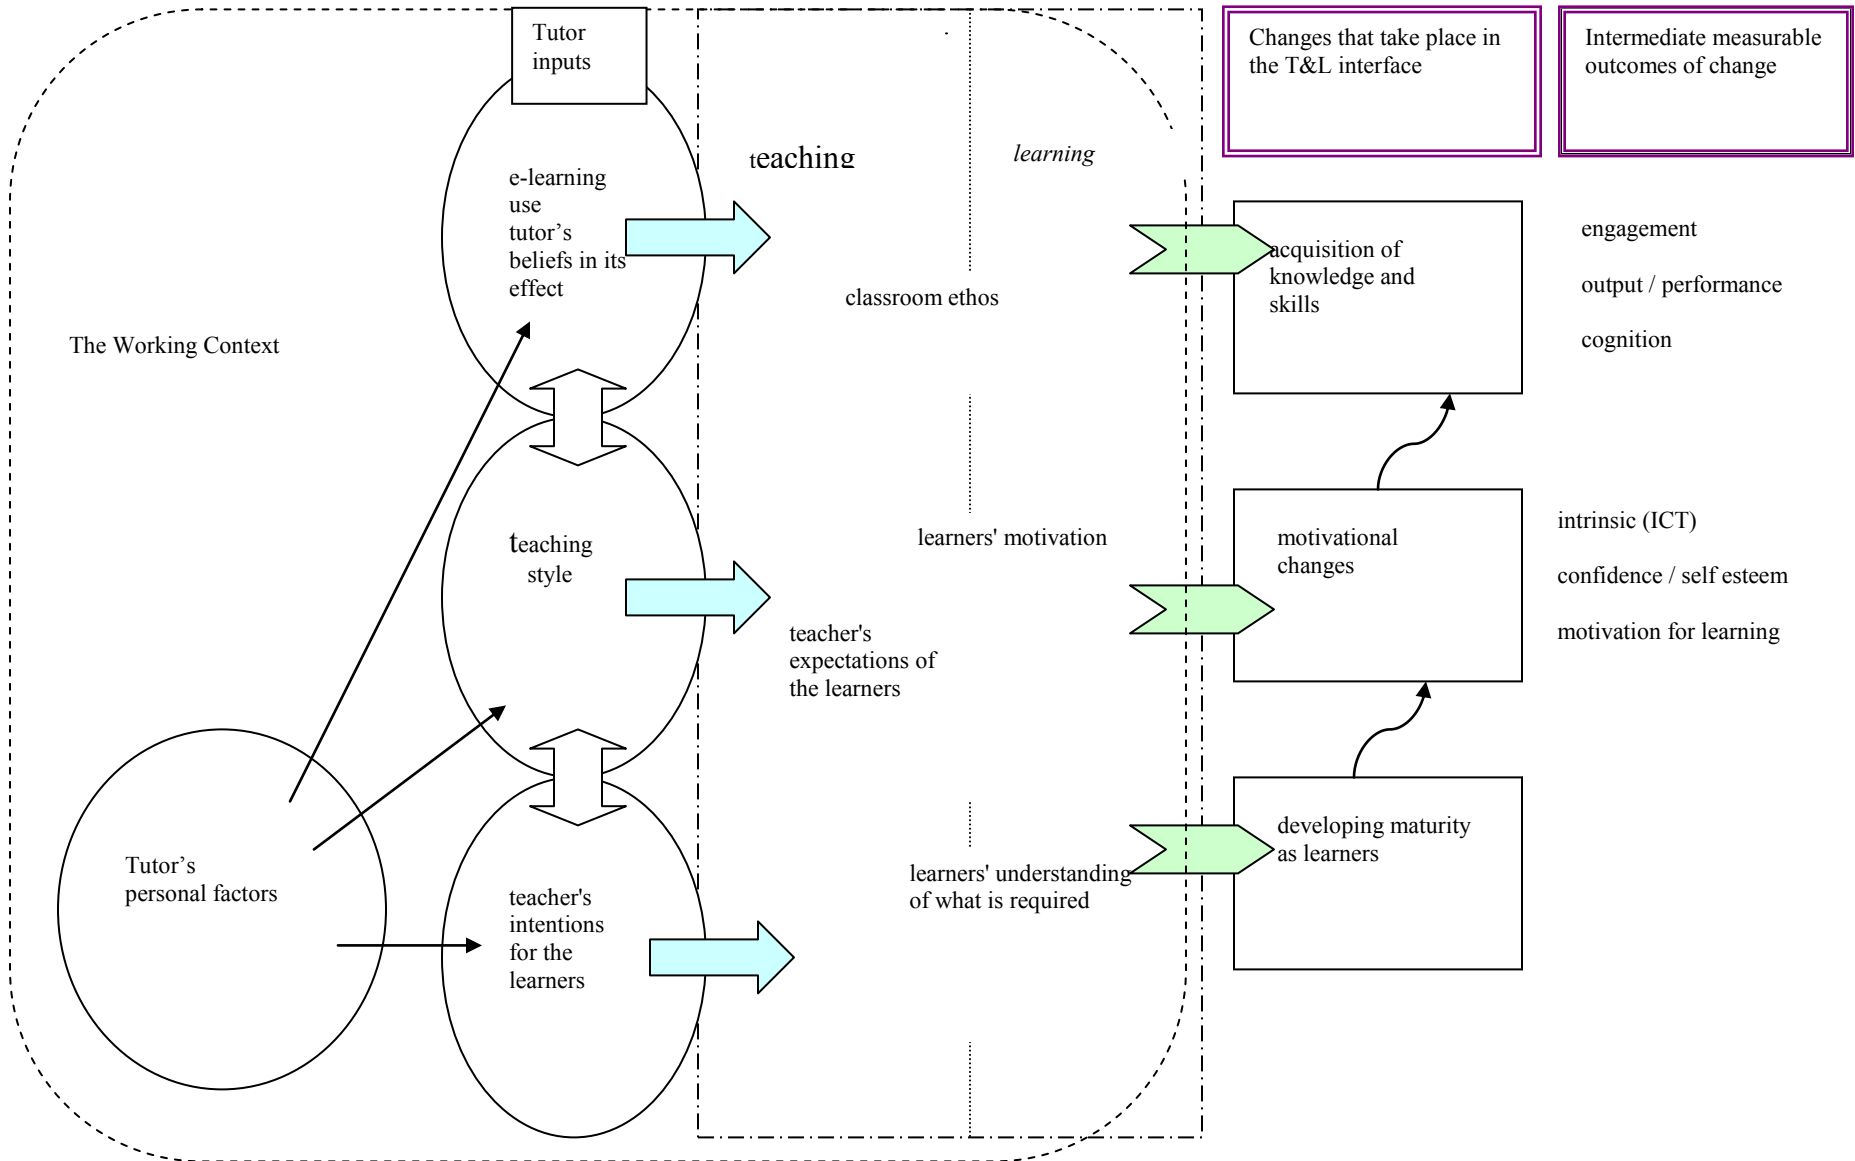 Tutor
inputs
Changes that take place in
the T&L interface
Intermediate measurable
outcomes of change
teaching
learning
e-learning
use
tutor’s
beliefs in its
effect
classroom ethos
acquisition of
knowledge and
skills
engagement
output / performance
cognition
The Working Context
teaching
style
learners' motivation
motivational
changes
intrinsic (ICT)
confidence / self esteem
motivation for learning
teacher's
expectations of
the learners
Tutor’s
personal factors
teacher's
intentions
for the
learners
learners' understanding
of what is required
developing maturity
as learners